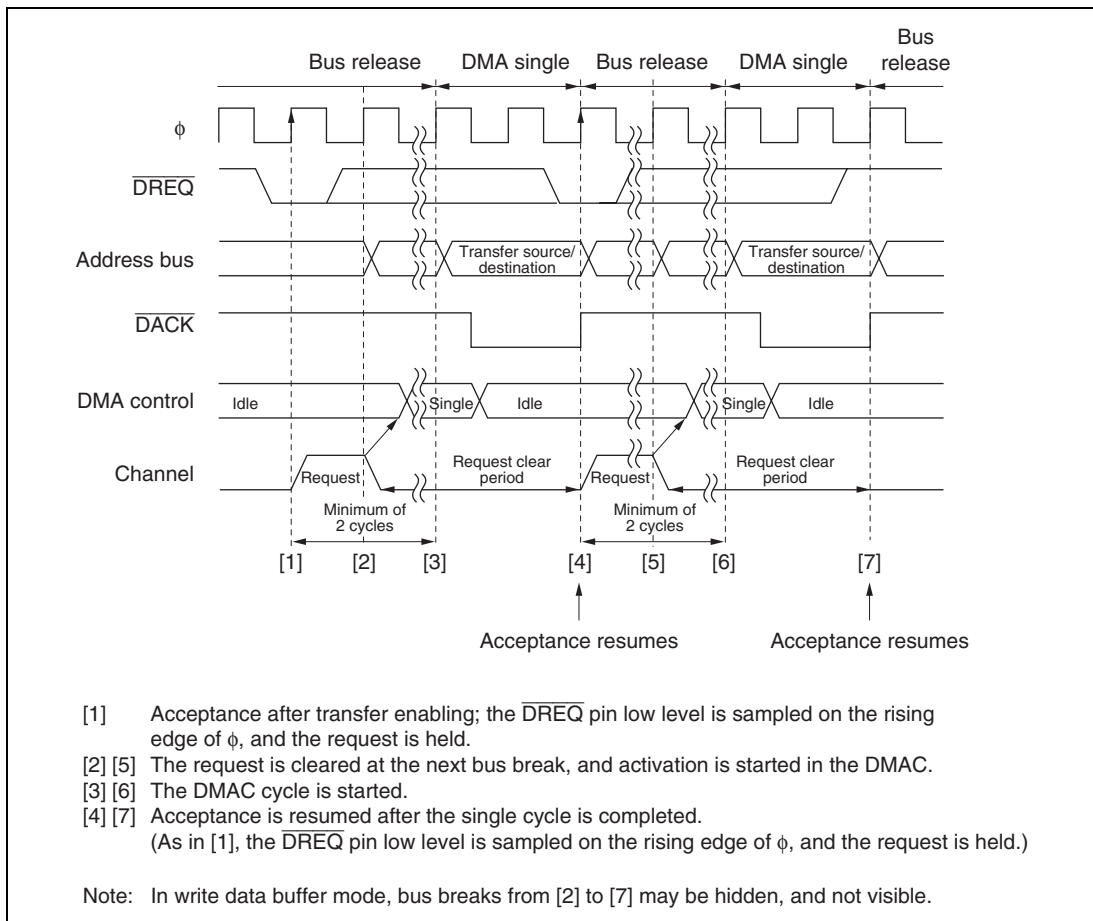 Bus release DMA single Bus release DMA single Bus release
φ
DREQ
Address bus Transfer source/ destination Transfer source/ destination
DACK
DMA control Idle Single Idle Single Idle
Channel Request Request clear period Request Request clear period
Minimum of 2 cycles Minimum of 2 cycles
[1] [2] [3] [4] [5] [6] [7]
Acceptance resumes Acceptance resumes
[1] Acceptance after transfer enabling; the DREQ pin low level is sampled on the rising
edge of φ, and the request is held.
[2] [5] The request is cleared at the next bus break, and activation is started in the DMAC.
[3] [6] The DMAC cycle is started.
[4] [7] Acceptance is resumed after the single cycle is completed.
(As in [1], the DREQ pin low level is sampled on the rising edge of φ, and the request is held.)
Note: In write data buffer mode, bus breaks from [2] to [7] may be hidden, and not visible.